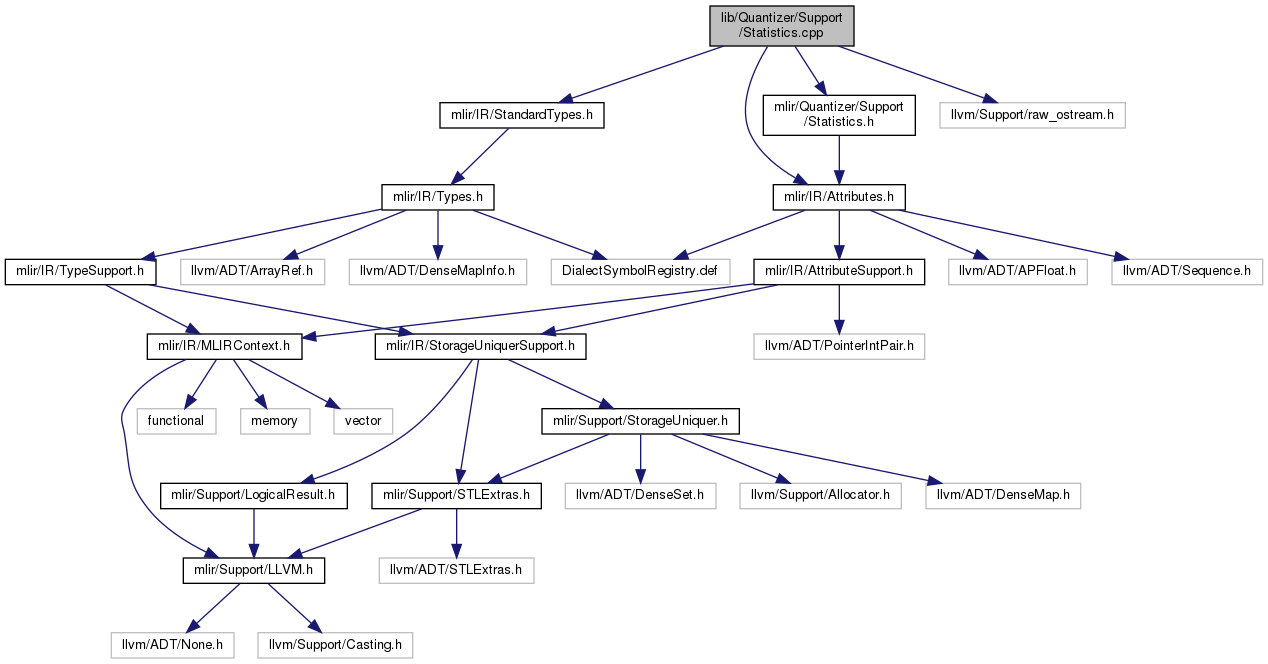 lib/Quantizer/Support
/Statistics.cpp
mlir/IR/StandardTypes.h
mlir/Quantizer/Support
/Statistics.h
llvm/Support/raw_ostream.h
mlir/IR/Types.h
mlir/IR/Attributes.h
mlir/IR/TypeSupport.h
llvm/ADT/ArrayRef.h
llvm/ADT/DenseMapInfo.h
DialectSymbolRegistry.def
mlir/IR/AttributeSupport.h
llvm/ADT/APFloat.h
llvm/ADT/Sequence.h
mlir/IR/MLIRContext.h
mlir/IR/StorageUniquerSupport.h
llvm/ADT/PointerIntPair.h
functional
memory
vector
mlir/Support/StorageUniquer.h
mlir/Support/LogicalResult.h
mlir/Support/STLExtras.h
llvm/ADT/DenseSet.h
llvm/Support/Allocator.h
llvm/ADT/DenseMap.h
mlir/Support/LLVM.h
llvm/ADT/STLExtras.h
llvm/ADT/None.h
llvm/Support/Casting.h